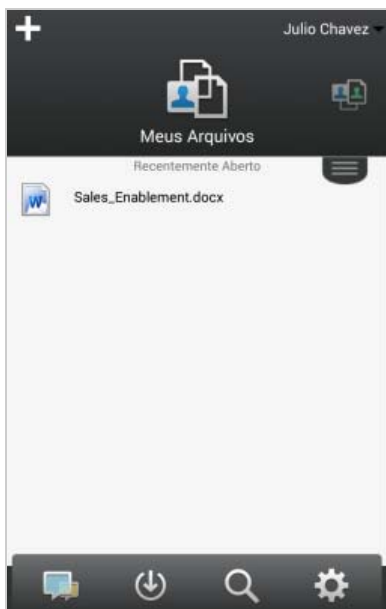 Julio Chavez
Meus Arquivos
Recentemente Aberto
Sales_Enablement.docx